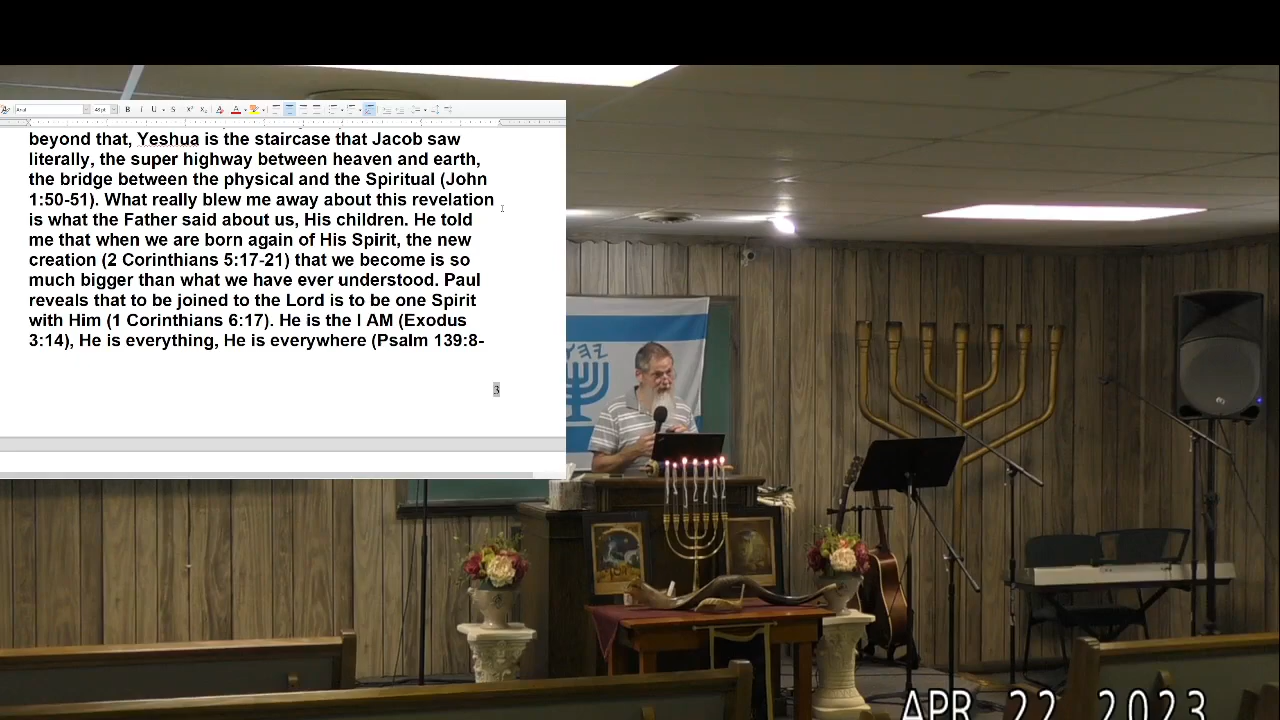 beyond that, Yeshua is the staircase that Jacob saw
literally, the super highway between heaven and earth,
the bridge between the physical and the Spiritual (John
1:50-51). What really blew me away about this revelation
is what the Father said about us, His children. He told
me that when we are born again of His Spirit, the new
creation (2 Corinthians 5:17-21) that we become is so
much bigger than what we have ever understood. Paul
reveals that to be joined to the Lord is to be one Spirit
with Him (1 Corinthians 6:17). He is the I AM (Exodus
3:14), He is everything, He is everywhere (Psalm 139:8-
3
APR 22 2023